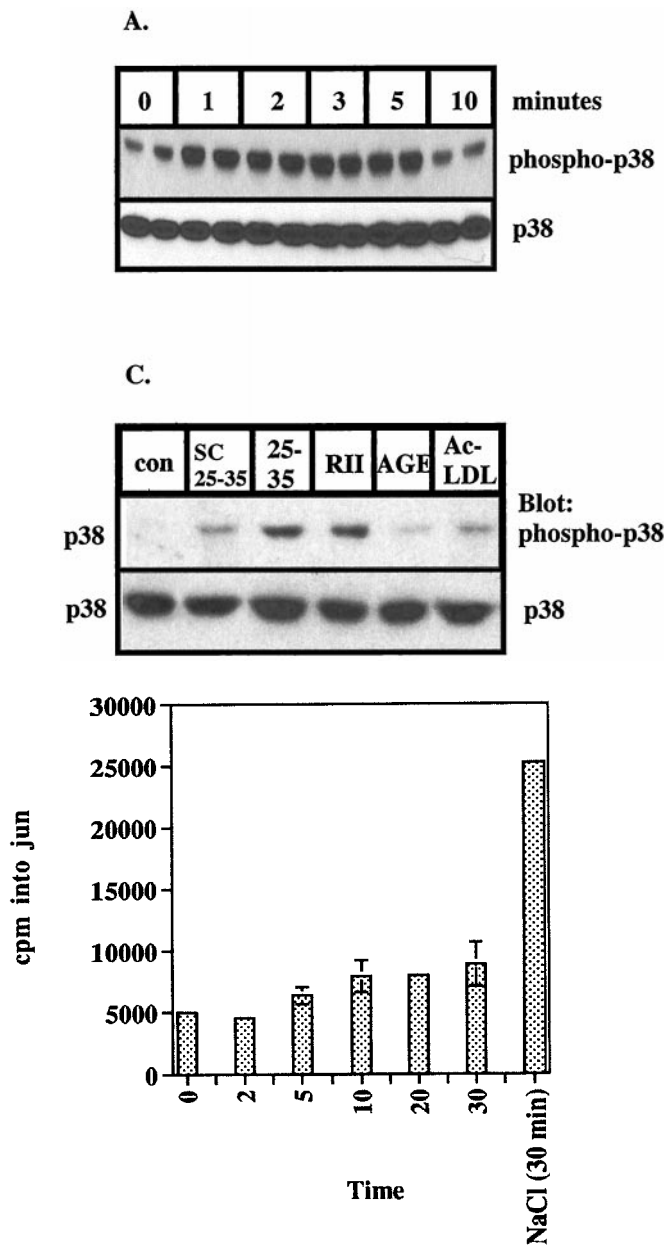 A.
0 1 2 3 5 10 minutes
phospho-p38
p38
C.
con SC 25-35 25-35 RII AGE Ac-LDL
Blot:
p38 phospho-p38
p38 p38
30000
25000
20000
15000
10000
5000
0
cpm into jun
0 2 5 10 20 30 NaCl (30 min)
Time